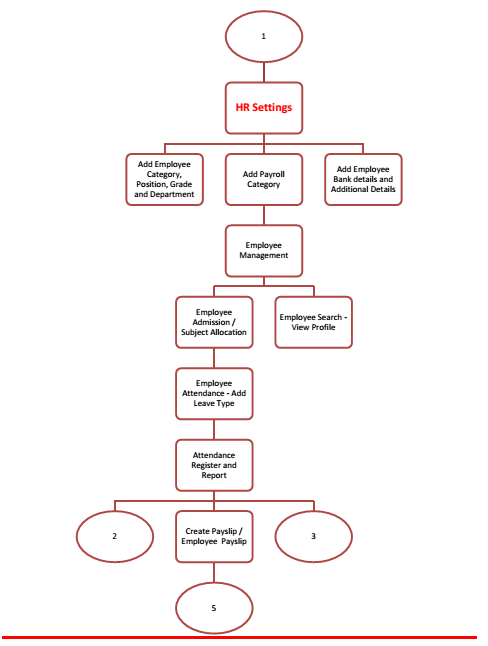 1
HR Settings
Add Employee
Category,
Position, Grade
and Department
Add Payroll
Category
Add Employee
Bank details and
Additional Details
Employee
Management
Employee
Admission /
Subject Allocation
Employee Search -
View Profile
Employee
Attendance - Add
Leave Type
Attendance
Register and
Report
2
Create Payslip /
Employee Payslip
3
5